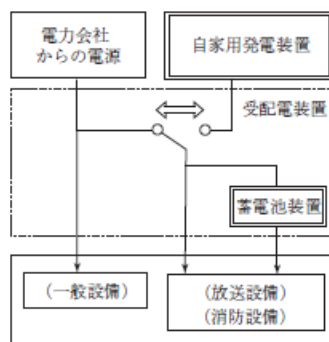 電力会社
からの電源
自家用発電装置
受配電装置
蓄電池装置
(一般設備)
(放送設備)
(消防設備)